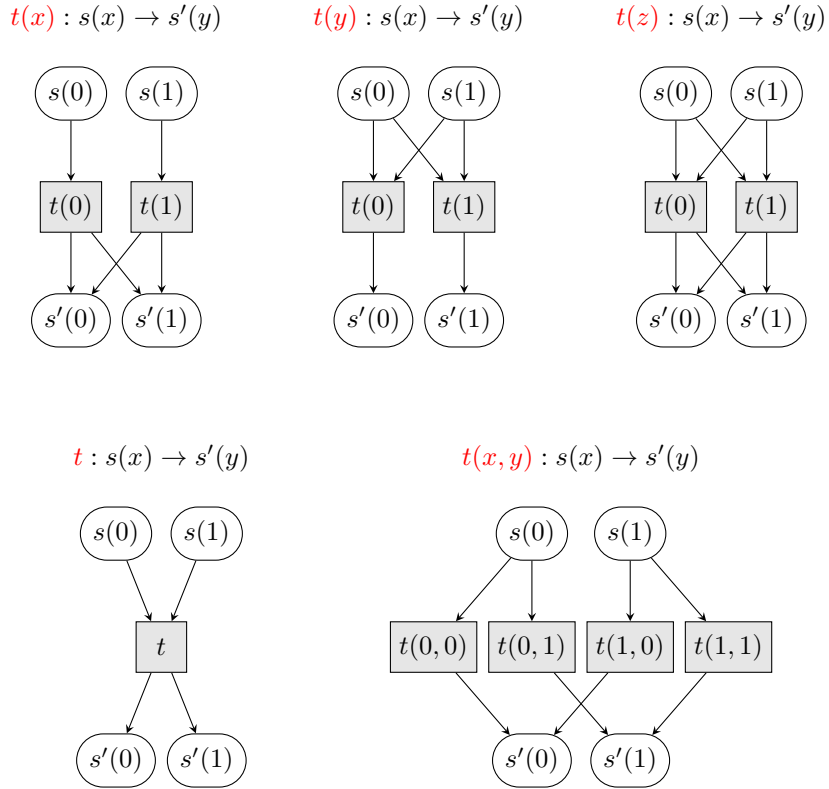 t(x) : s(x) → s′(y)
t(y) : s(x) → s′(y)
t(z) : s(x) → s′(y)
s(0) s(1)
s(0) s(1)
s(0) s(1)
t(0) t(1)
t(0) t(1)
t(0) t(1)
s′(0) s′(1)
s′(0) s′(1)
s′(0) s′(1)
t : s(x) → s′(y)
t(x, y) : s(x) → s′(y)
s(0) s(1)
s(0) s(1)
t
t(0, 0) t(0, 1) t(1, 0) t(1, 1)
s′(0) s′(1)
s′(0) s′(1)